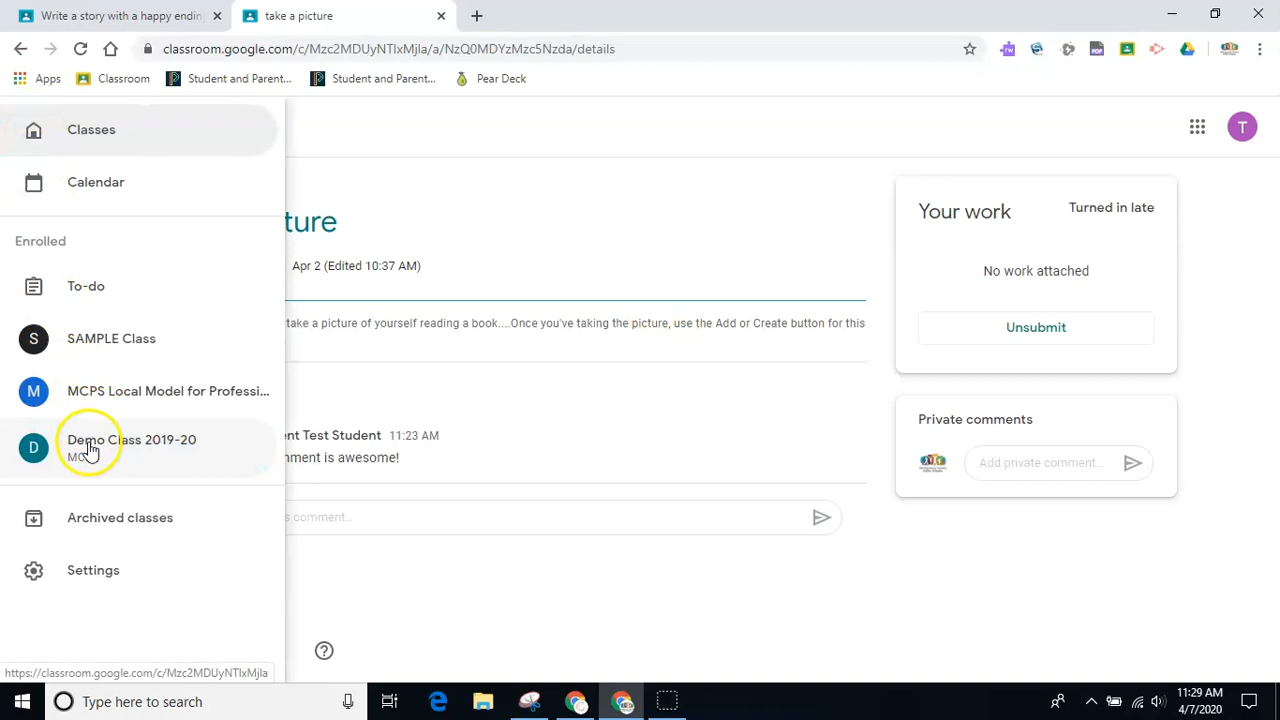 Write a story with a happy ending
take a picture
classroom.google.com/c/Mzc2MDUyNTIxMjla/a/NzQ0MDYzMzc5Nzda/details
Apps
Classroom
Student and Parent...
Student and Parent...
Pear Deck
Classes
Calendar
Enrolled
To-do
S
SAMPLE Class
M
MCPS Local Model for Professi...
D
Demo Class 2019-20
Archived classes
Settings
https://classroom.google.com/c/Mzc2MDUyNTIxMjla
T
ture
Apr 2 (Edited 10:37 AM)
take a picture of yourself reading a book....Once you've taking the picture, use the Add or Create button for this
ent Test Student 11:23 AM
mment is awesome!
s comment...
Your work
Turned in late
No work attached
Unsubmit
Private comments
Add private comment...
Type here to search
11:29 AM
4/7/2020